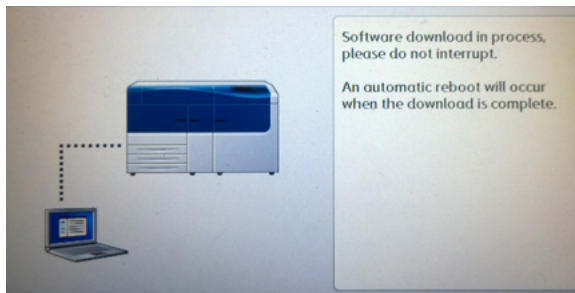 Software download in process,
please do not interrupt.
An automatic reboot will occur
when the download is complete.